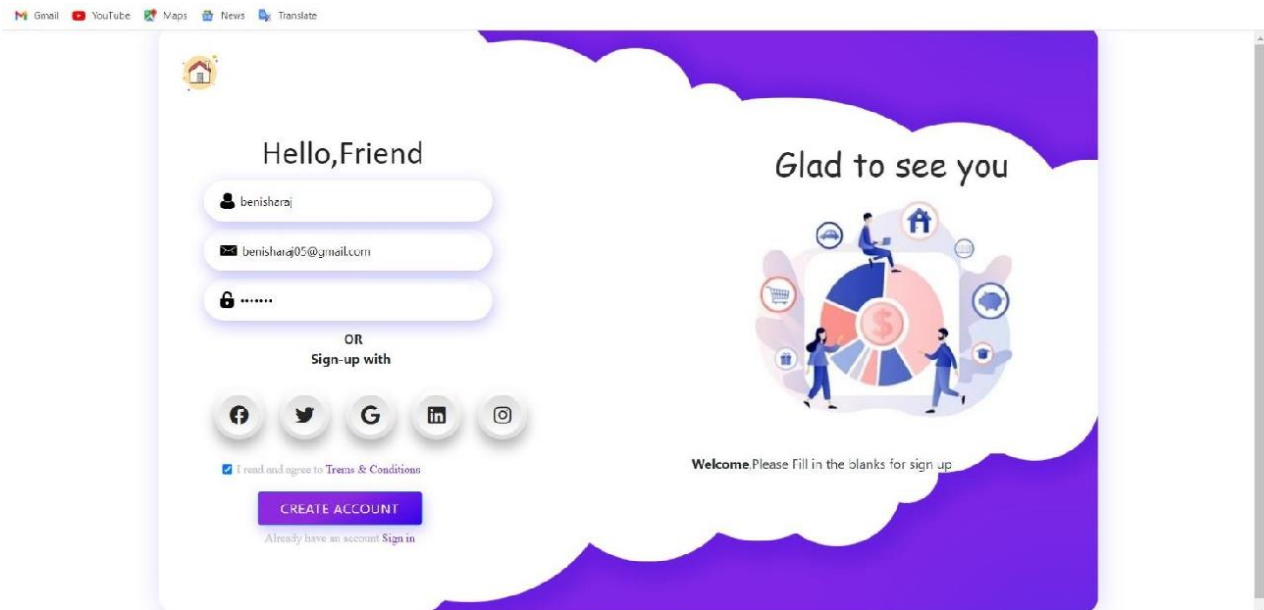 Gmail YouTube Maps News Translate
Hello,Friend
benisharaj
benisharaj05@gmail.com
•••••••
OR
Sign-up with
I read and agree to Trems & Conditions
CREATE ACCOUNT
Already have an account Sign in
Glad to see you
$
Welcome,Please Fill in the blanks for sign up